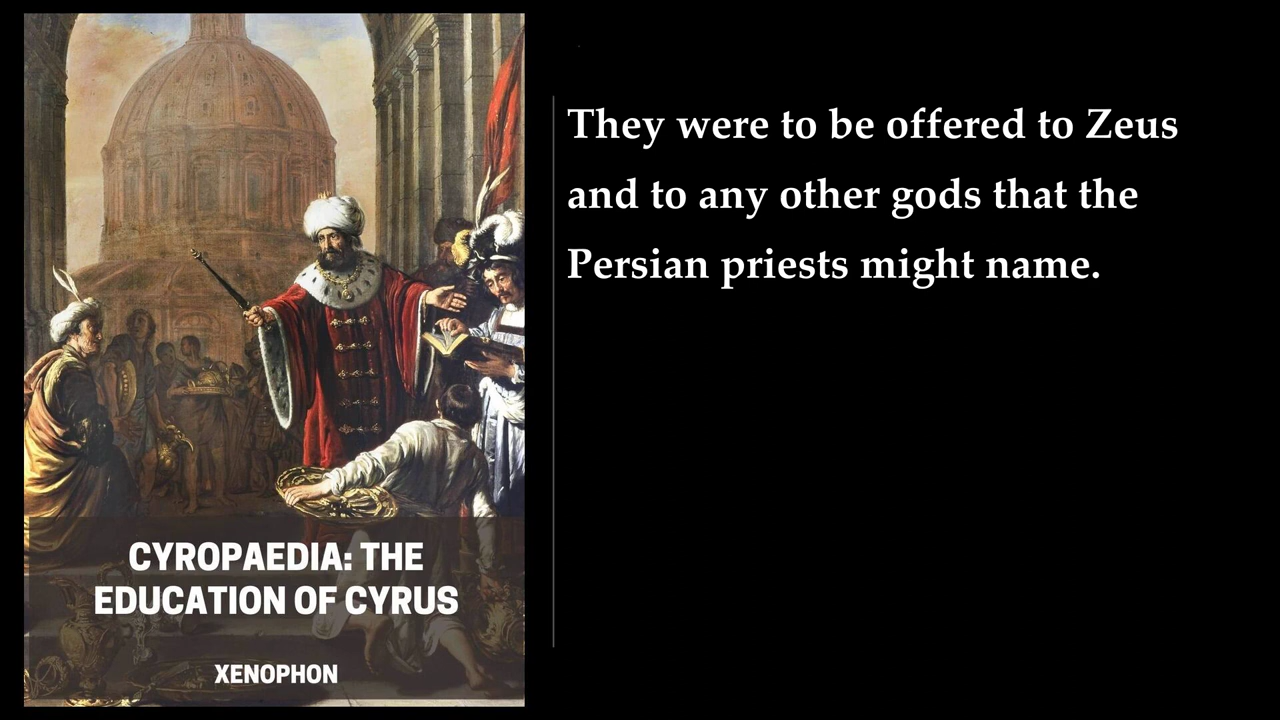 CYROPAEDIA: THE
EDUCATION OF CYRUS
XENOPHON
They were to be offered to Zeus
and to any other gods that the
Persian priests might name.